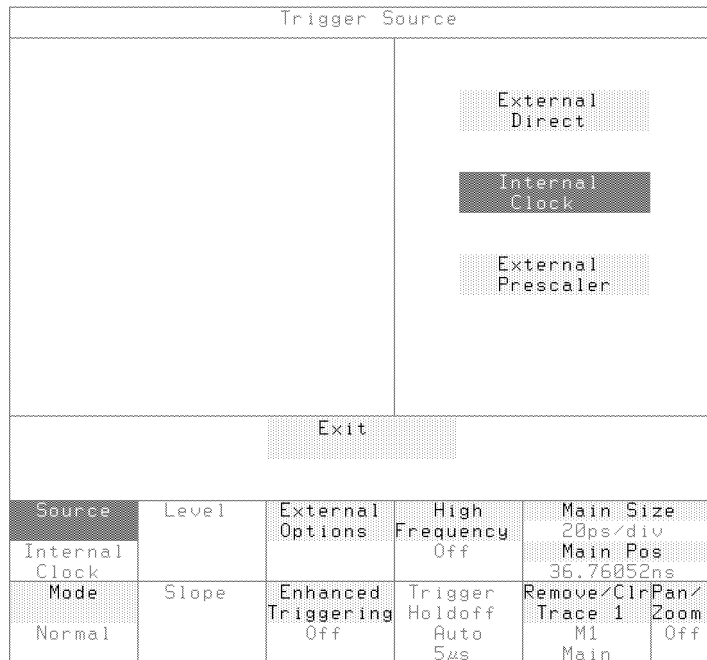 Trigger Source
External
Direct
Internal
Clock
External
Prescaler
Exit
Source
Internal
Clock
Level
External
Options
High
Frequency
Off
Main Size
20ps/div
Main Pos
36.76052ns
Mode
Normal
Slope
Enhanced
Triggering
Off
Trigger
Holdoff
Auto
5µs
Remove/Clr
Trace 1
M1
Main
Pan/
Zoom
Off